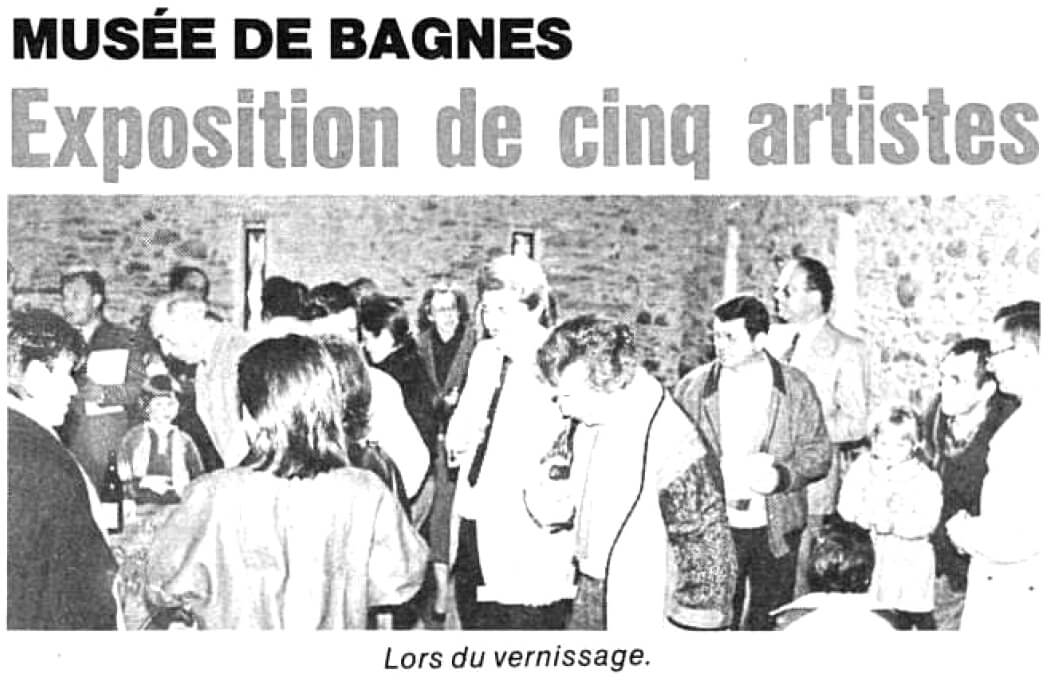 MUSÉE DE BAGNES
Exposition de cinq artistes
Lors du vernissage.